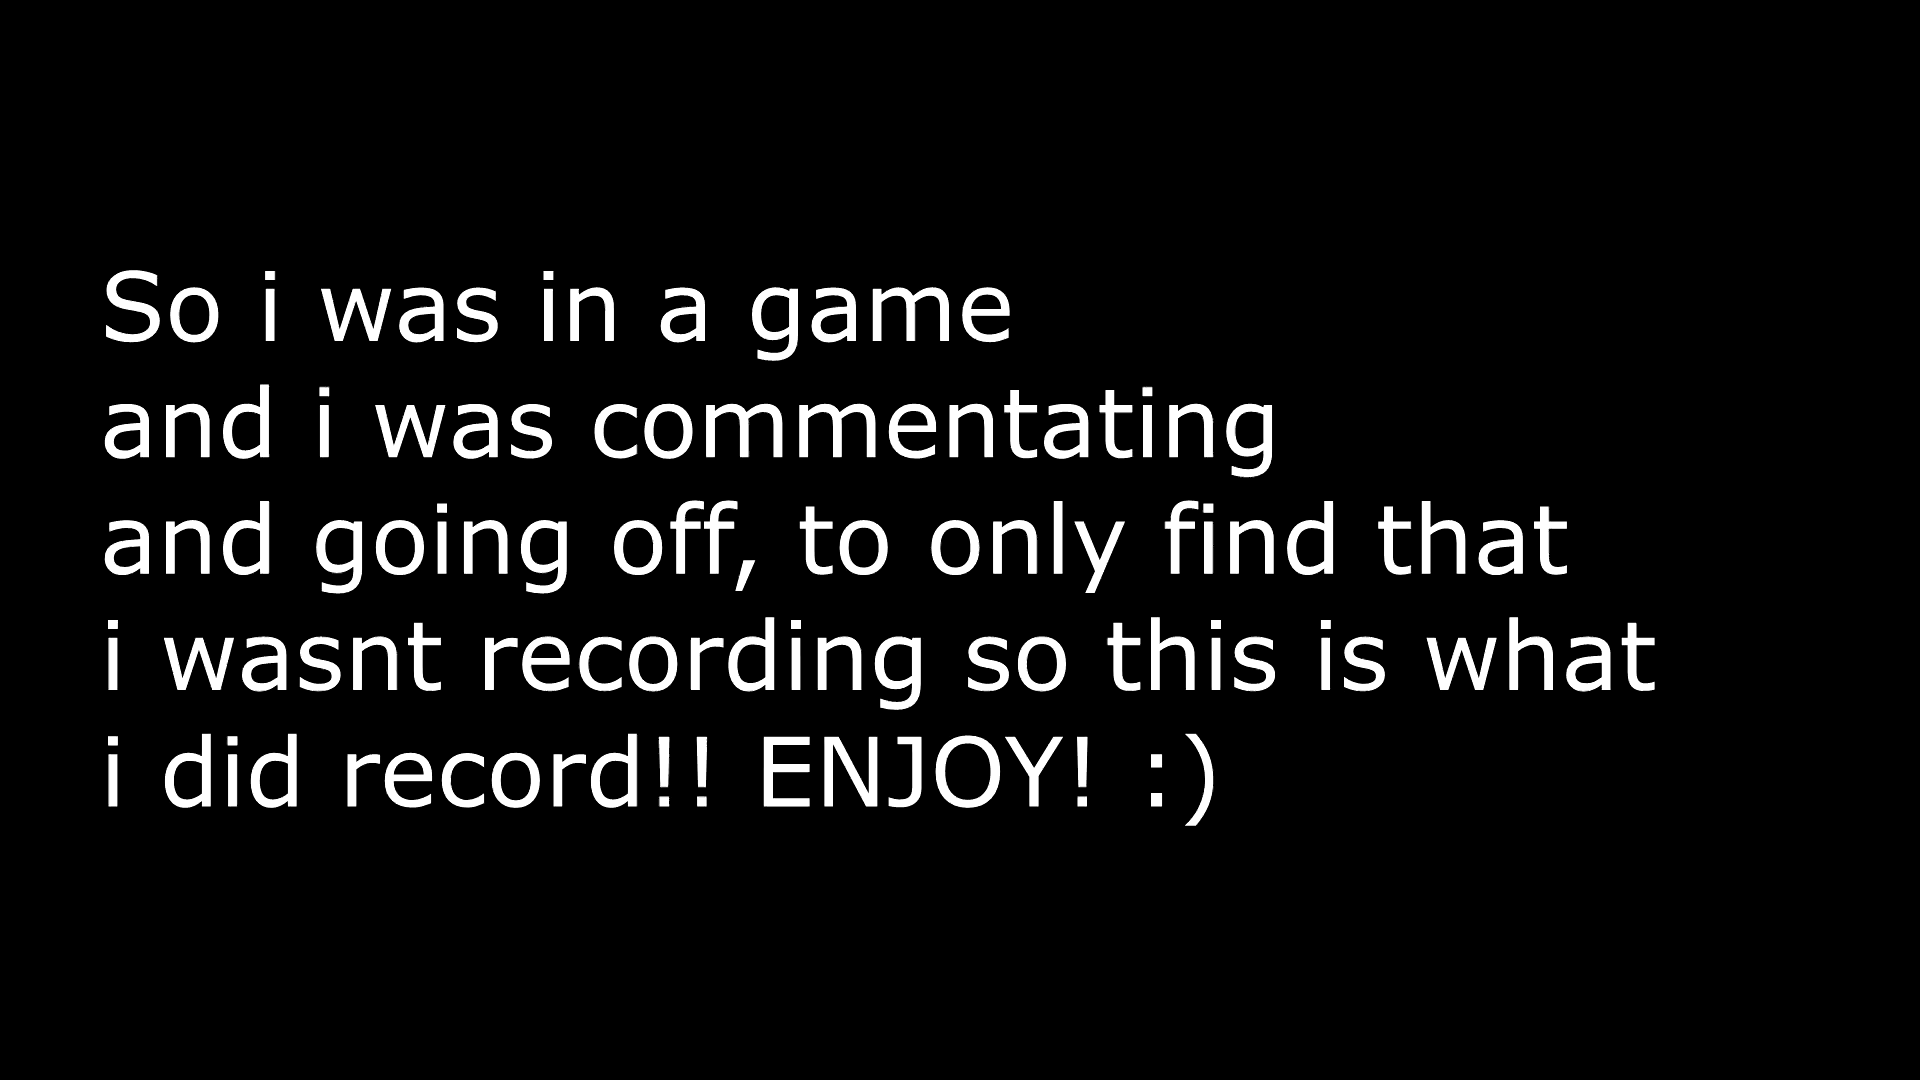 So i was in a game
and i was commentating
and going off, to only find that
i wasnt recording so this is what
i did record!! ENJOY! :)